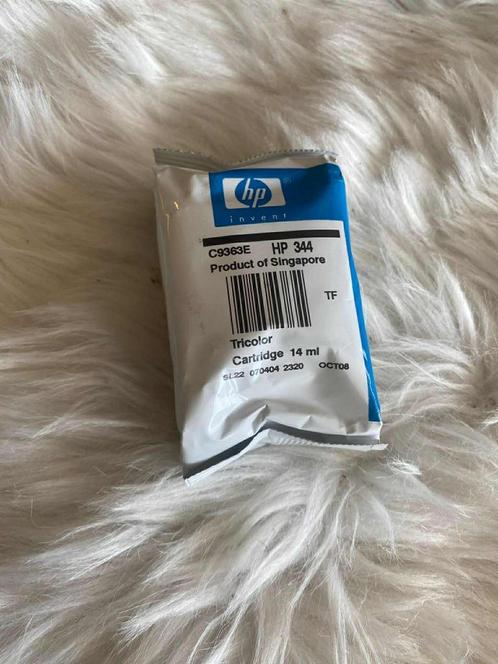 hp
invent
C9363E HP 344
Product of Singapore
TF
Tricolor
Cartridge 14 ml
SL22 070404 2320 OCT08